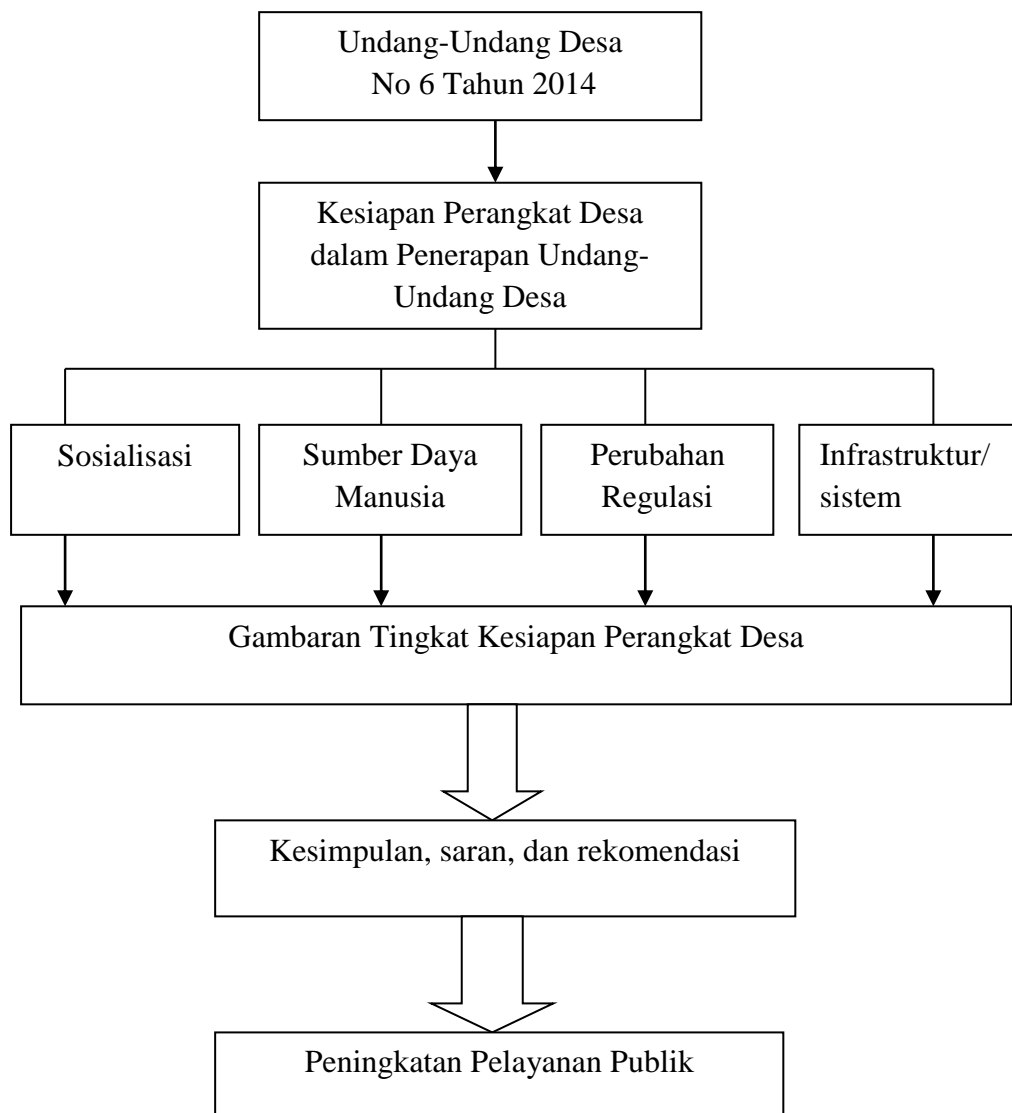 Undang-Undang Desa
No 6 Tahun 2014
Kesiapan Perangkat Desa
dalam Penerapan Undang-
Undang Desa
Sosialisasi
Sumber Daya
Manusia
Perubahan
Regulasi
Infrastruktur/
sistem
Gambaran Tingkat Kesiapan Perangkat Desa
Kesimpulan, saran, dan rekomendasi
Peningkatan Pelayanan Publik